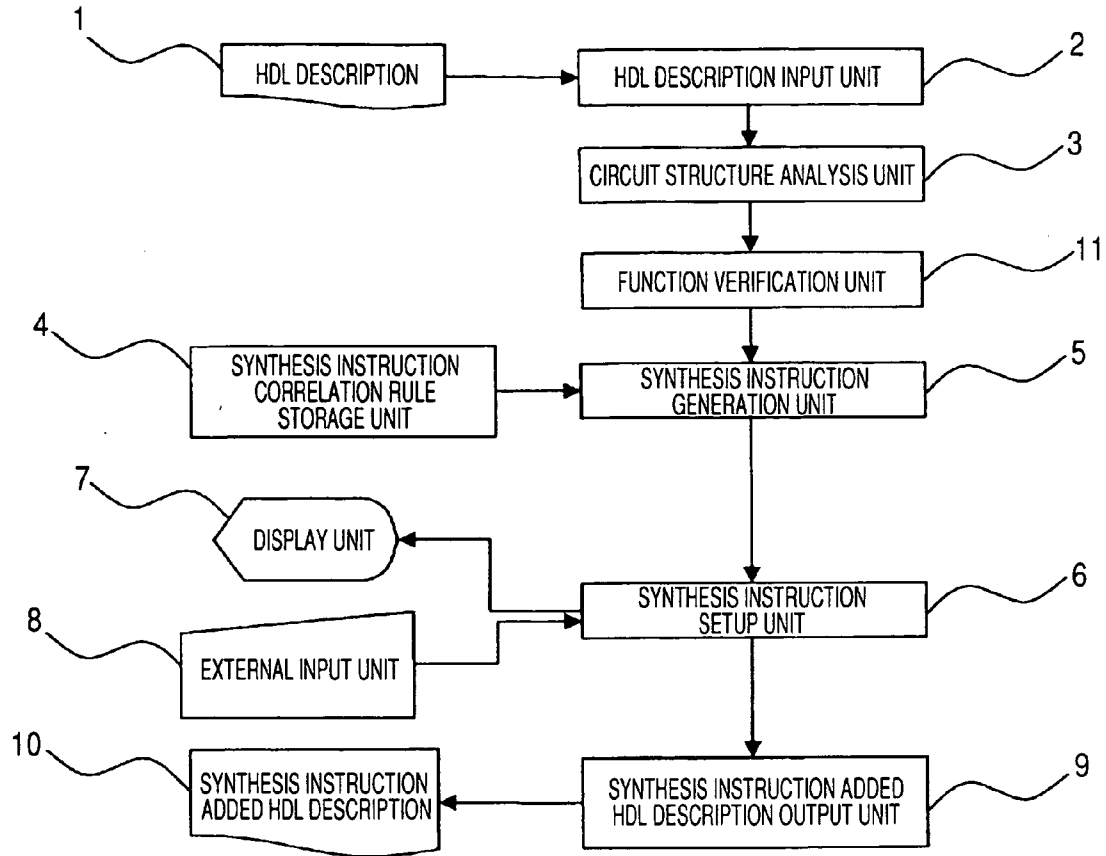 1
HDL DESCRIPTION
2
HDL DESCRIPTION INPUT UNIT
3
CIRCUIT STRUCTURE ANALYSIS UNIT
11
FUNCTION VERIFICATION UNIT
4
SYNTHESIS INSTRUCTION
CORRELATION RULE
STORAGE UNIT
5
SYNTHESIS INSTRUCTION
GENERATION UNIT
7
DISPLAY UNIT
6
SYNTHESIS INSTRUCTION
SETUP UNIT
8
EXTERNAL INPUT UNIT
10
SYNTHESIS INSTRUCTION
ADDED HDL DESCRIPTION
9
SYNTHESIS INSTRUCTION ADDED
HDL DESCRIPTION OUTPUT UNIT